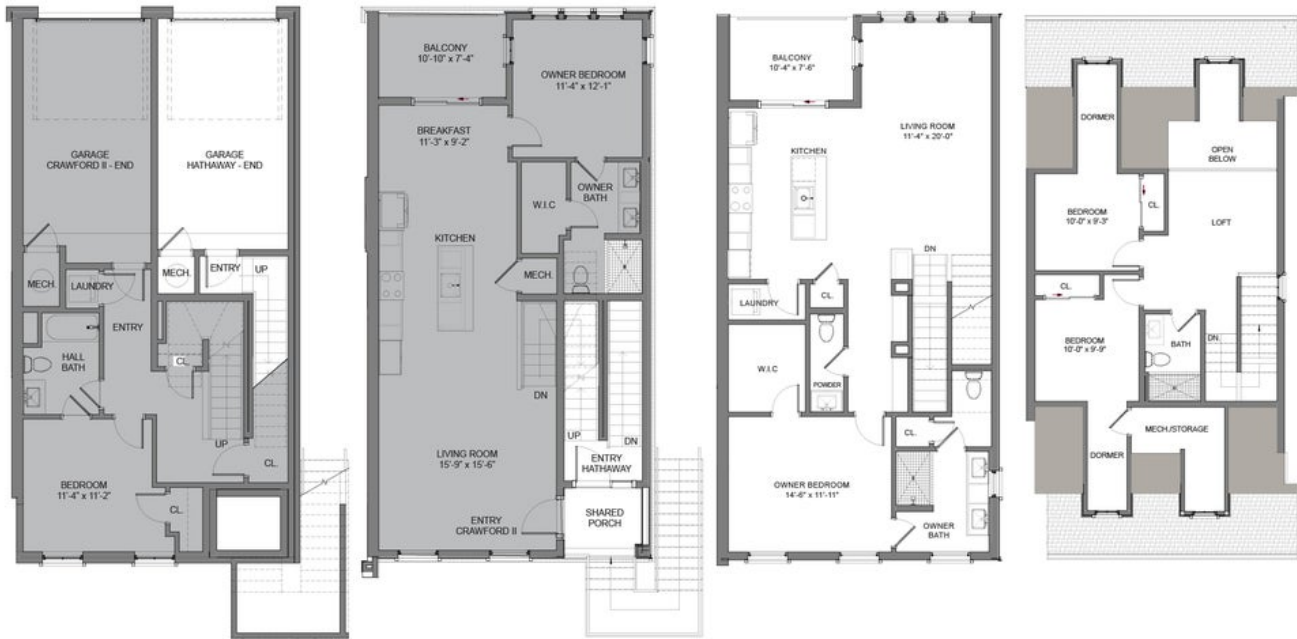 GARAGE
CRAWFORD II - END
GARAGE
HATHAWAY - END
MECH.
LAUNDRY
MECH.
ENTRY
UP
ENTRY
HALL
BATH
CL.
UP
CL.
BEDROOM
11'-4" x 11'-2"
CL.
BALCONY
10'-10" x 7'-4"
OWNER BEDROOM
11'-4" x 12'-1"
BREAKFAST
11'-3" x 9'-2"
W.I.C
OWNER
BATH
KITCHEN
MECH.
DN
UP
DN
LIVING ROOM
15'-9" x 15'-6"
ENTRY
HATHAWAY
ENTRY
CRAWFORD II
SHARED
PORCH
BALCONY
10'-4" x 7'-6"
LIVING ROOM
11'-4" x 20'-0"
KITCHEN
DN
LAUNDRY
CL.
W.I.C
POWDER
CL.
OWNER BEDROOM
14'-6" x 11'-11"
OWNER
BATH
DORMER
OPEN
BELOW
BEDROOM
10'-0" x 9'-3"
CL.
LOFT
CL.
BEDROOM
10'-0" x 9'-9"
BATH
DN.
MECH./STORAGE
DORMER